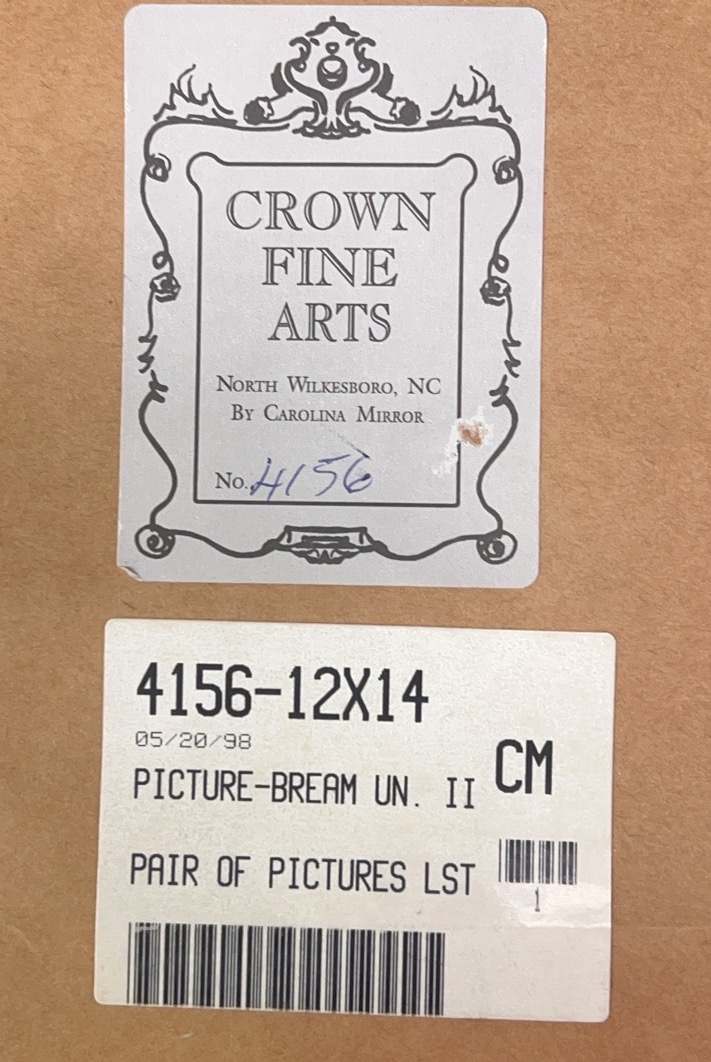 CROWN
FINE
ARTS
North Wilkesboro, NC
By Carolina Mirror
No. 4156
4156-12X14
05/20/98
CM
PICTURE-BREAM UN. II
PAIR OF PICTURES LST
1